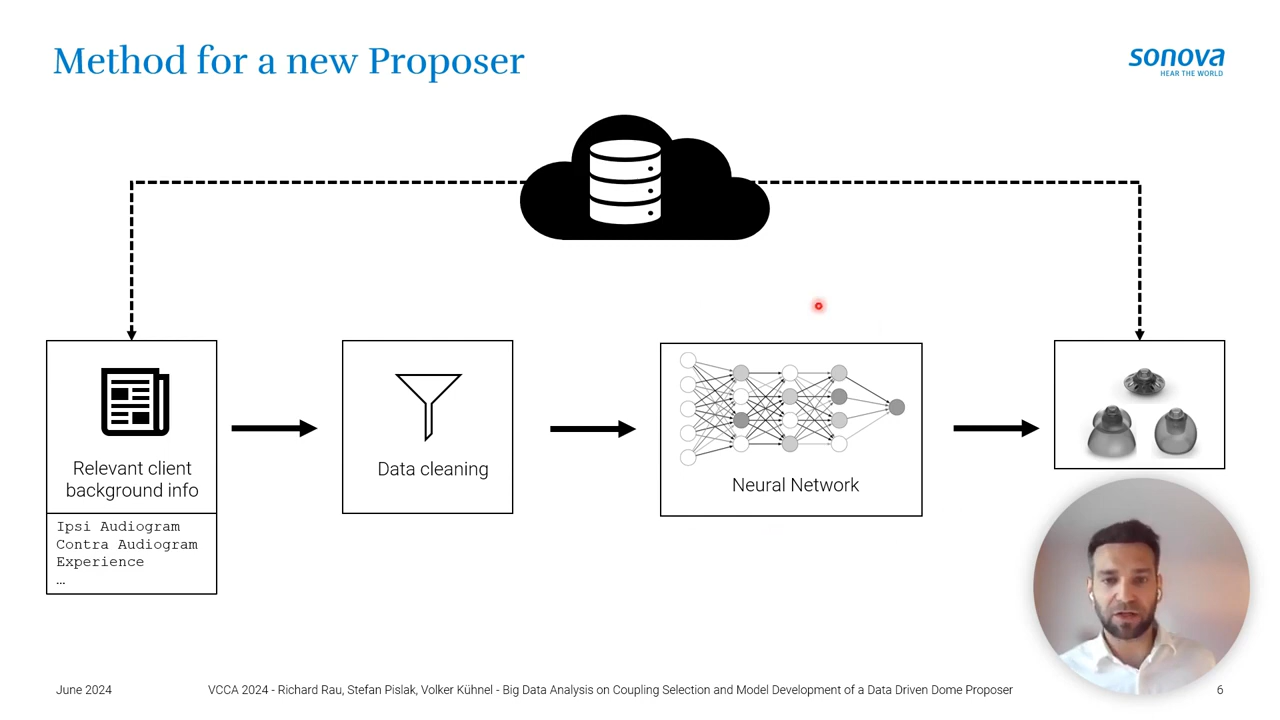 Method for a new Proposer
sonova
HEAR THE WORLD
Relevant client
background info
Ipsi Audiogram
Contra Audiogram
Experience
…
Data cleaning
Neural Network
June 2024
VCCA 2024 - Richard Rau, Stefan Pislak, Volker Kühnel - Big Data Analysis on Coupling Selection and Model Development of a Data Driven Dome Proposer
6